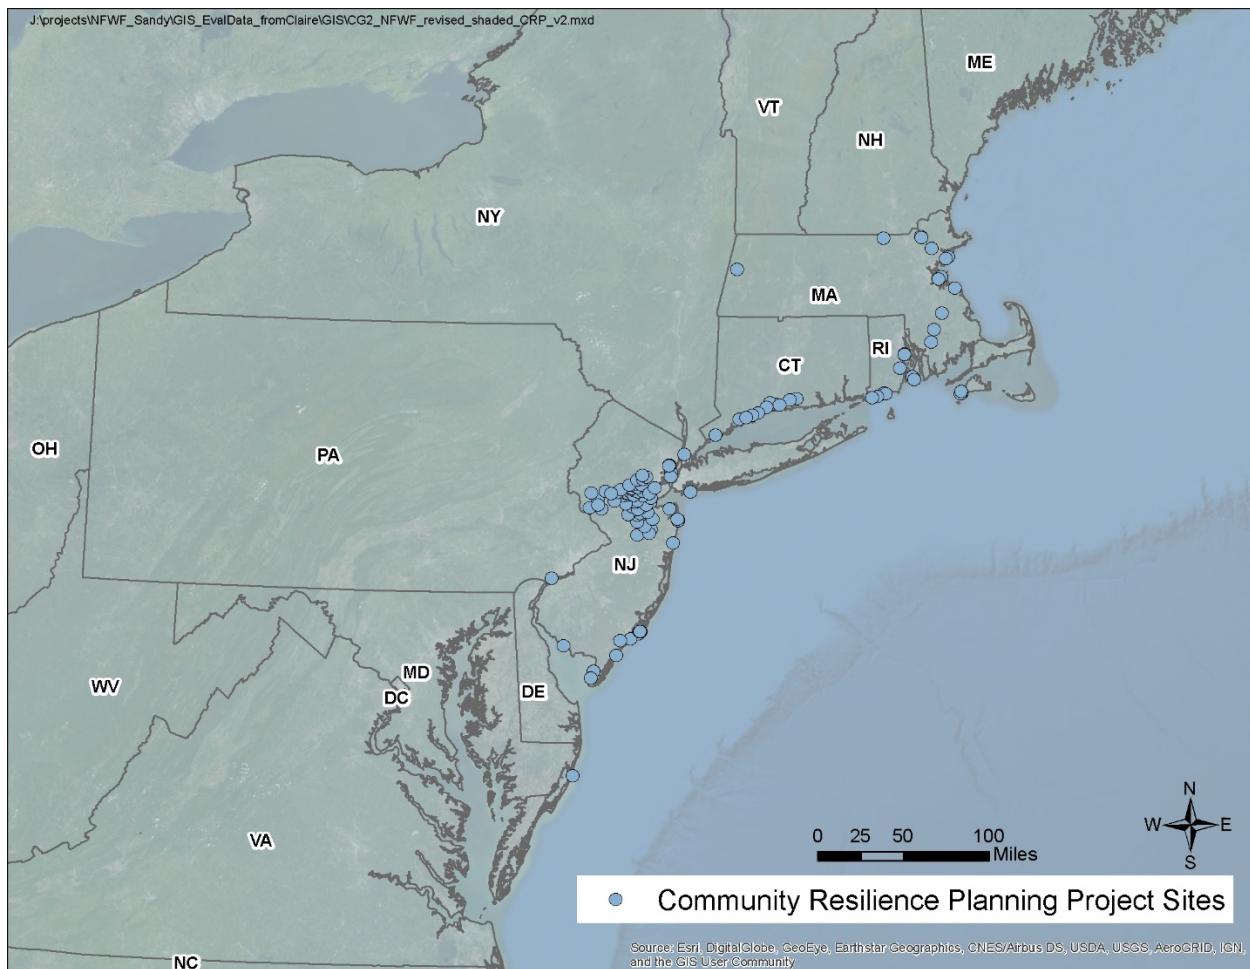 J:\projects\NFWF_Sandy\GIS_EvalData_fromClaire\GIS\CG2_NFWF_revised_shaded_CRP_v2.mxd
ME
VT
NH
NY
MA
RI
CT
OH
PA
NJ
MD
WV
DC
DE
VA
N
W E
S
0 25 50 100
Miles
Community Resilience Planning Project Sites
Source: Esri, DigitalGlobe, GeoEye, Earthstar Geographics, CNES/Airbus DS, USDA, USGS, AeroGRID, IGN,
and the GIS User Community
NC